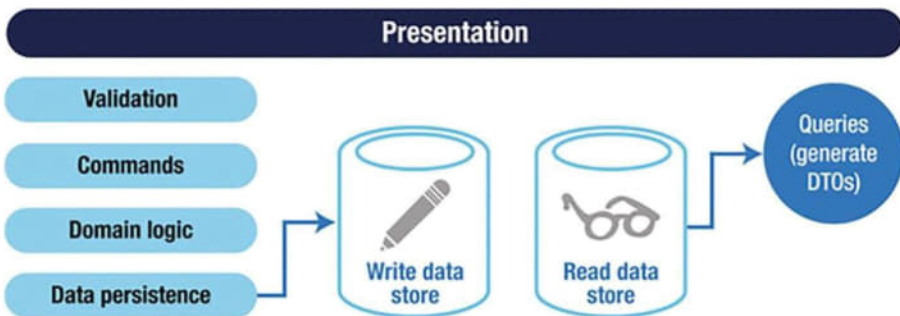 Presentation
Validation
Commands
Domain logic
Data persistence
Write data
store
Read data
store
Queries
(generate
DTOs)